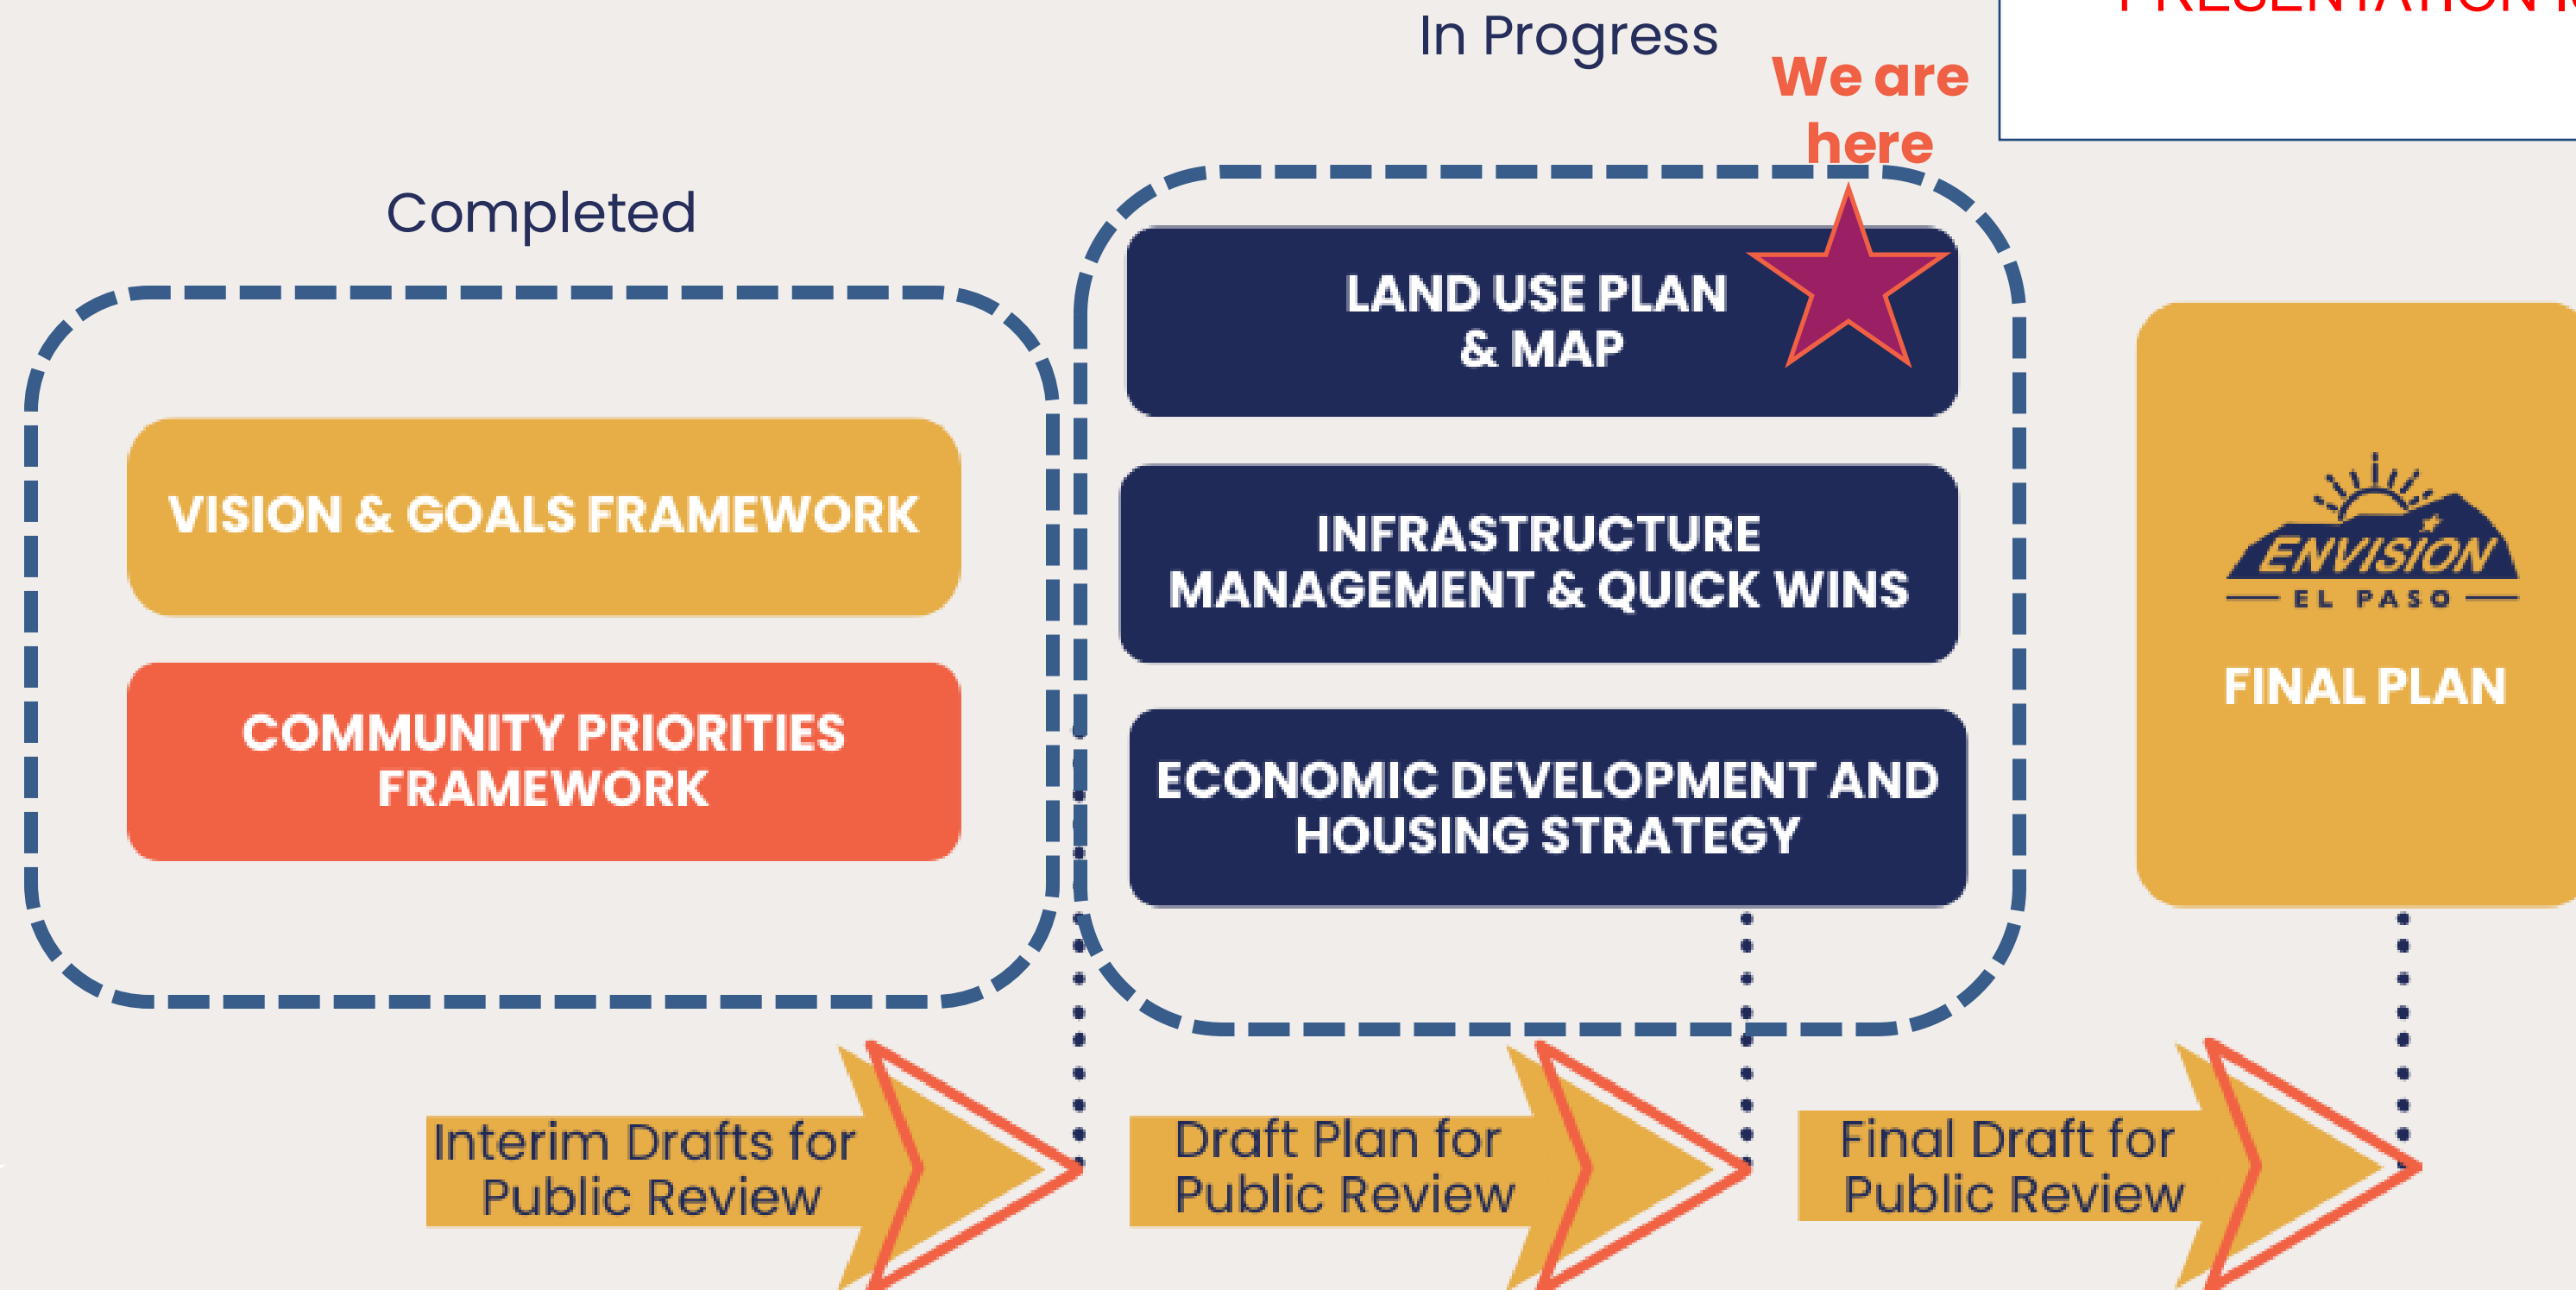 In Progress
We are
here
Completed
LAND USE PLAN
& MAP
VISION & GOALS FRAMEWORK
INFRASTRUCTURE
MANAGEMENT & QUICK WINS
COMMUNITY PRIORITIES
FRAMEWORK
ECONOMIC DEVELOPMENT AND
HOUSING STRATEGY
ENVISION
EL PASO
FINAL PLAN
Interim Drafts for
Public Review
Draft Plan for
Public Review
Final Draft for
Public Review